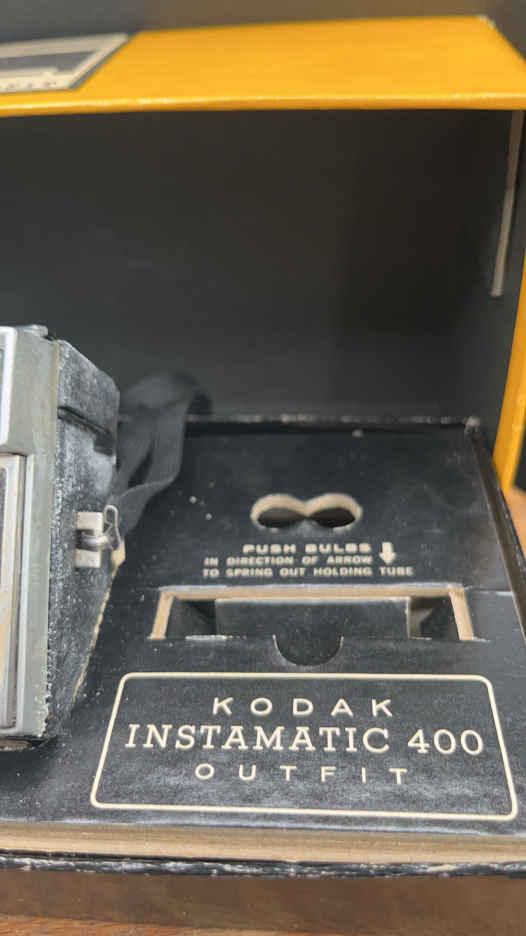 PUSH BULBS
IN DIRECTION OF ARROW
TO SPRING OUT HOLDING TUBE
KODAK
INSTAMATIC 400
OUTFIT